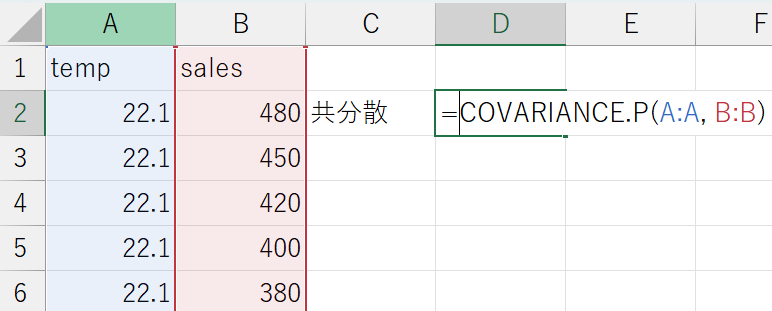 A B C D E F
1 temp sales
2 22.1 480 共分散 =COVARIANCE.P(A:A, B:B)
3 22.1 450
4 22.1 420
5 22.1 400
6 22.1 380